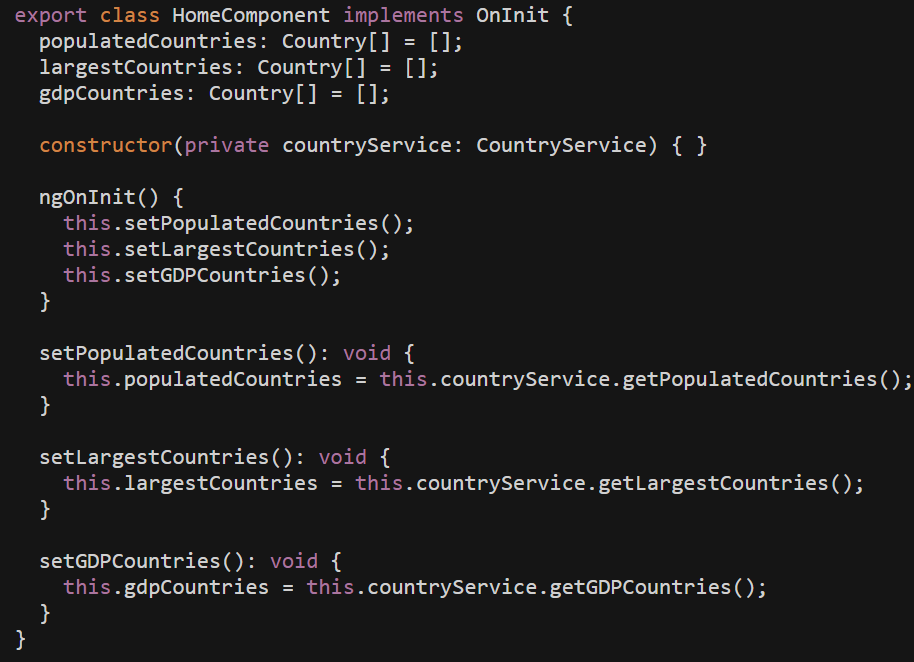 export class HomeComponent implements OnInit {
  populatedCountries: Country[] = [];
  largestCountries: Country[] = [];
  gdpCountries: Country[] = [];

  constructor(private countryService: CountryService) { }

  ngOnInit() {
    this.setPopulatedCountries();
    this.setLargestCountries();
    this.setGDPCountries();
  }

  setPopulatedCountries(): void {
    this.populatedCountries = this.countryService.getPopulatedCountries();
  }

  setLargestCountries(): void {
    this.largestCountries = this.countryService.getLargestCountries();
  }

  setGDPCountries(): void {
    this.gdpCountries = this.countryService.getGDPCountries();
  }
}